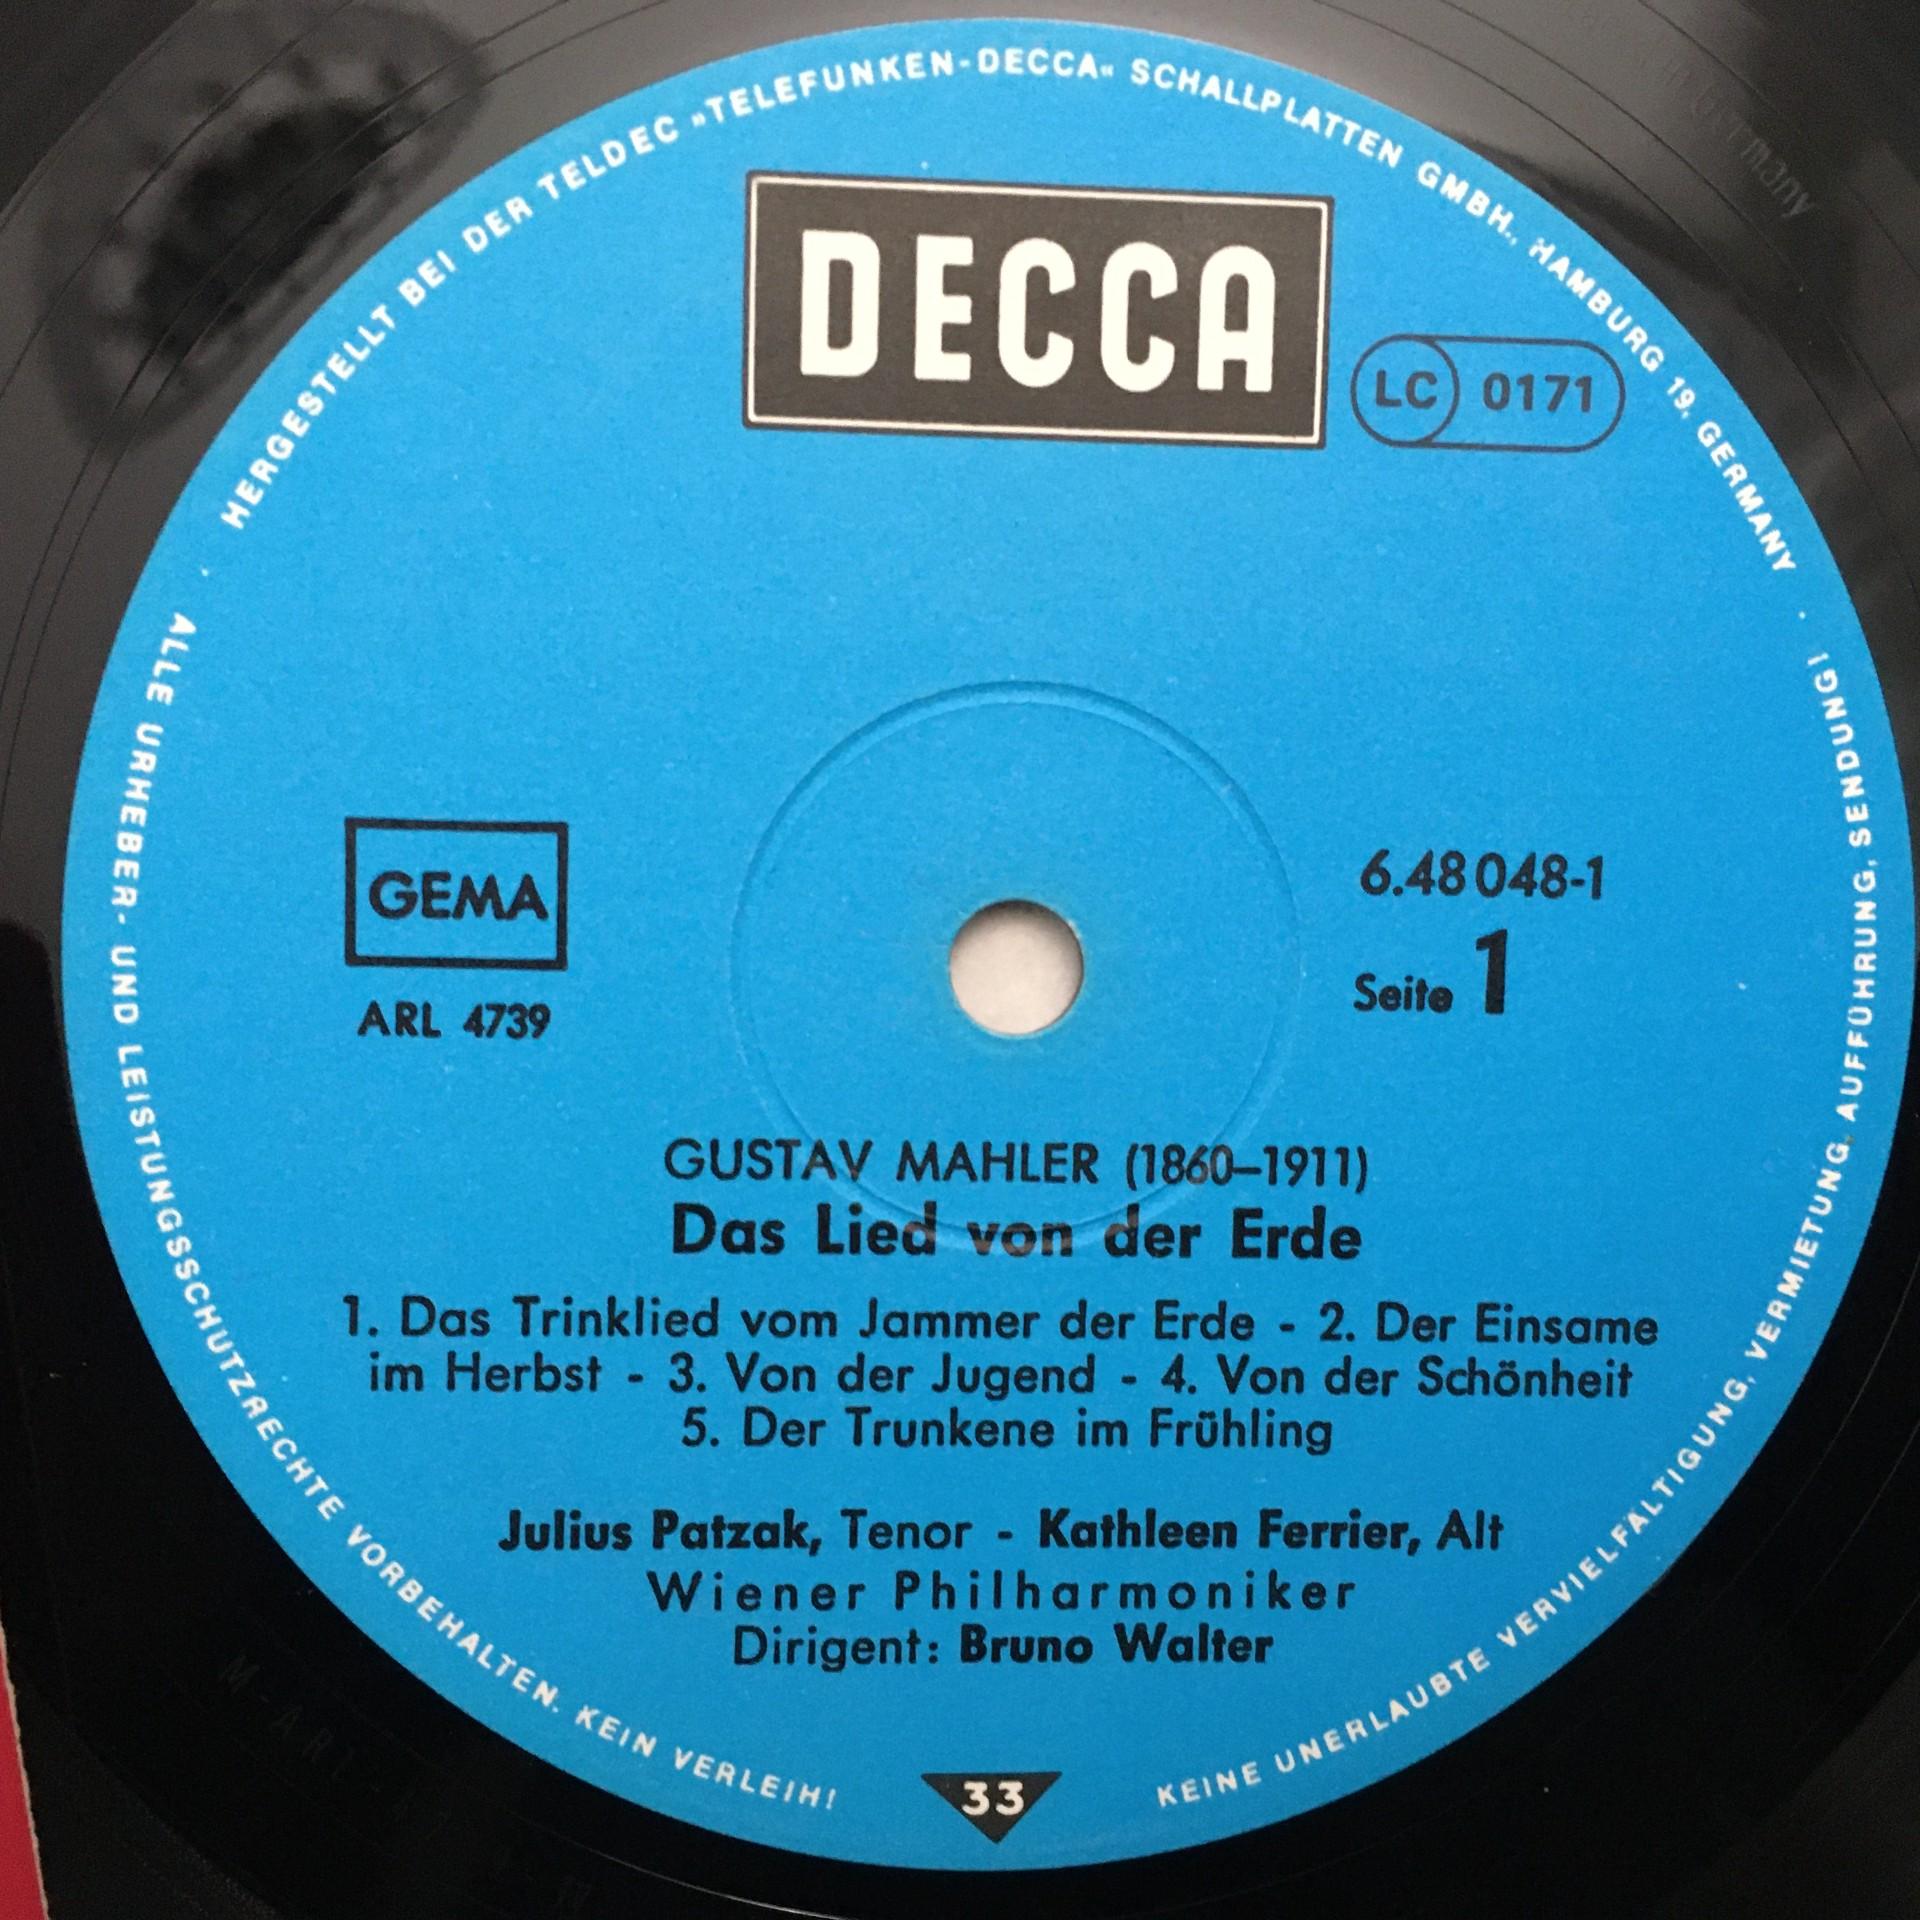 HERGESTELLT BEI DER TELDEC »TELEFUNKEN-DECCA« SCHALLPLATTEN GMBH., HAMBURG 19, GERMANY ·
DECCA
LC 0171
GEMA
ARL 4739
6.48048-1
Seite 1
GUSTAV MAHLER (1860–1911)
Das Lied von der Erde
1. Das Trinklied vom Jammer der Erde - 2. Der Einsame
im Herbst - 3. Von der Jugend - 4. Von der Schönheit
5. Der Trunkene im Frühling
Julius Patzak, Tenor - Kathleen Ferrier, Alt
Wiener Philharmoniker
Dirigent: Bruno Walter
33
· ALLE URHEBER- UND LEISTUNGSSCHUTZRECHTE VORBEHALTEN. KEIN VERLEIH!
KEINE UNERLAUBTE VERVIELFÄLTIGUNG, VERMIETUNG, AUFFÜHRUNG, SENDUNG!
Germany